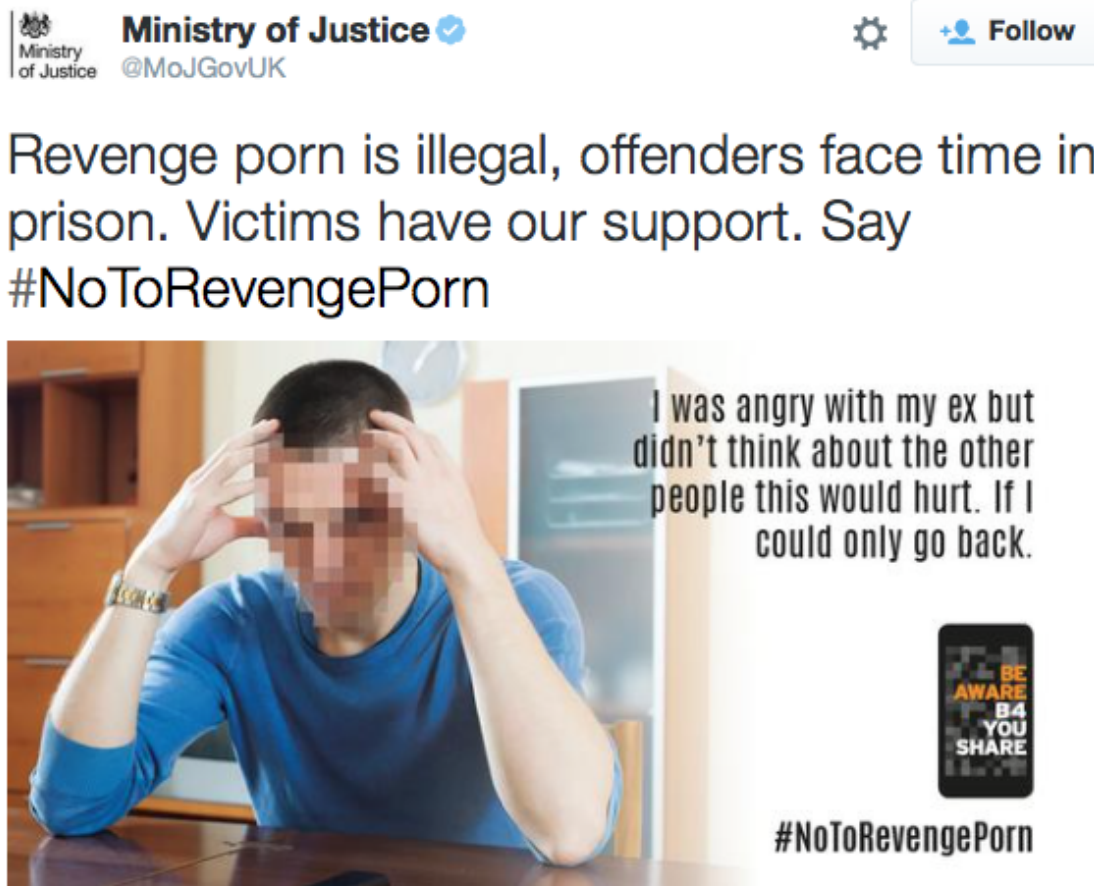 Ministry of Justice
Ministry
of Justice
@MoJGovUK
Follow
Revenge porn is illegal, offenders face time in
prison. Victims have our support. Say
#NoToRevengePorn
I was angry with my ex but
didn't think about the other
people this would hurt. If I
could only go back.
BE
AWARE
B4
YOU
SHARE
#NoToRevengePorn